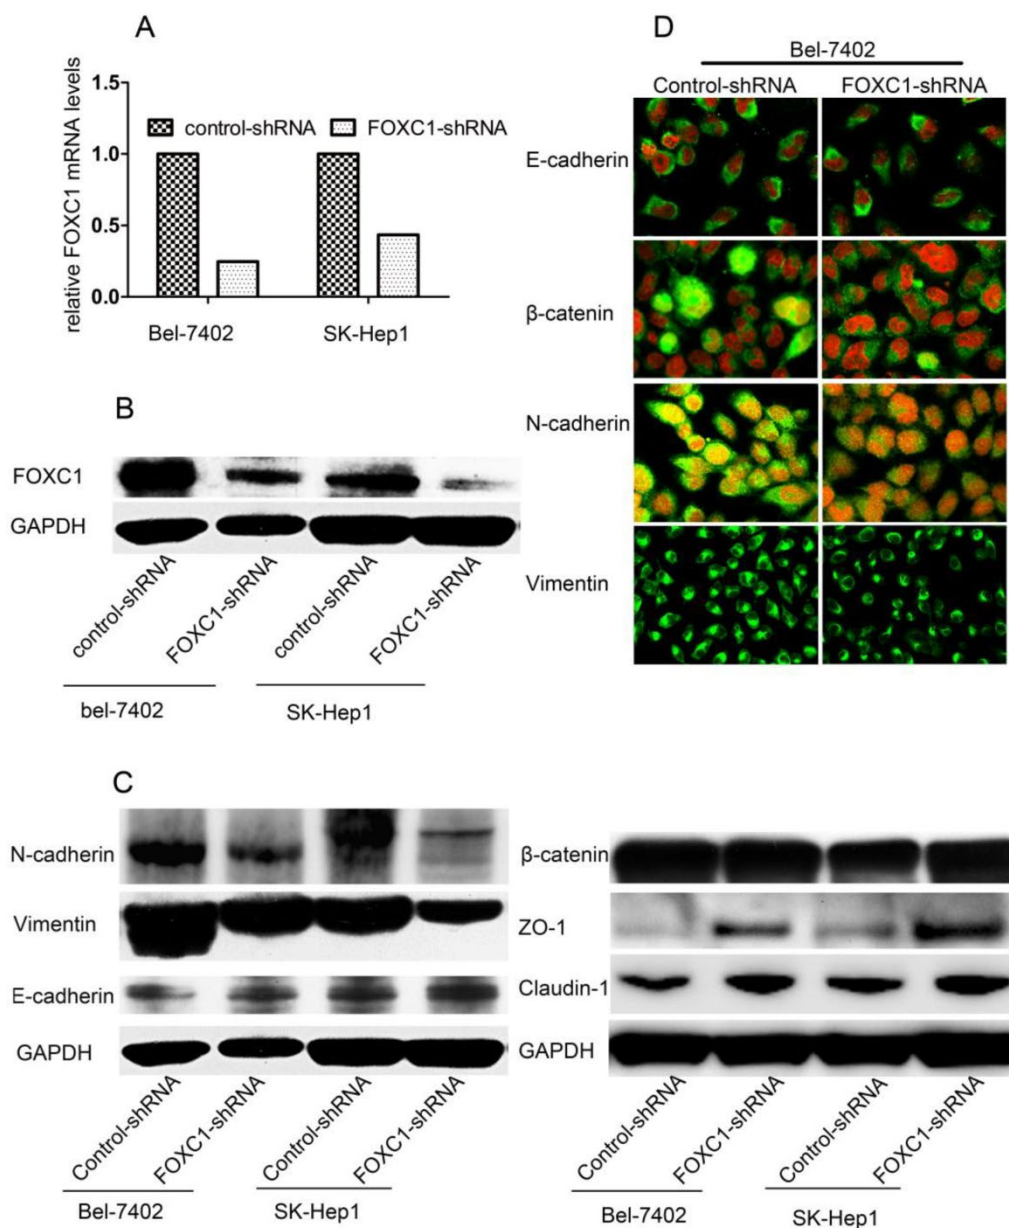 A
relative FOXC1 mRNA levels
1.5
1.0
0.5
0.0
control-shRNA
FOXC1-shRNA
Bel-7402
SK-Hep1
B
FOXC1
GAPDH
control-shRNA
FOXC1-shRNA
control-shRNA
FOXC1-shRNA
bel-7402
SK-Hep1
D
Bel-7402
Control-shRNA
FOXC1-shRNA
E-cadherin
β-catenin
N-cadherin
Vimentin
C
N-cadherin
Vimentin
E-cadherin
GAPDH
Control-shRNA
FOXC1-shRNA
Control-shRNA
FOXC1-shRNA
Bel-7402
SK-Hep1
β-catenin
ZO-1
Claudin-1
GAPDH
Control-shRNA
FOXC1-shRNA
Control-shRNA
FOXC1-shRNA
Bel-7402
SK-Hep1